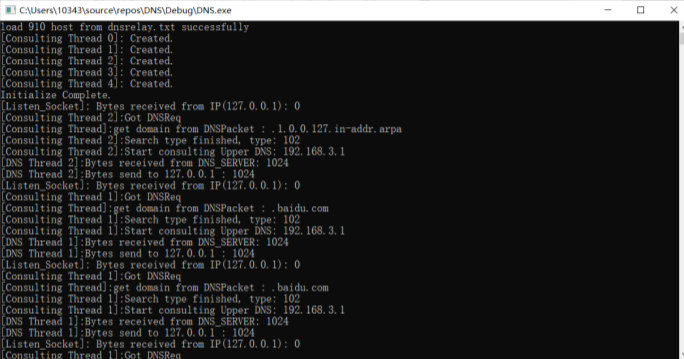 C:\Users\10343\source\repos\DNS\Debug\DNS.exe
load 910 host from dnsrelay.txt successfully
[Consulting Thread 0]: Created.
[Consulting Thread 1]: Created.
[Consulting Thread 2]: Created.
[Consulting Thread 3]: Created.
[Consulting Thread 4]: Created.
Initialize Complete.
[Listen_Socket]: Bytes received from IP(127.0.0.1): 0
[Consulting Thread 2]:Got DNSReq
[Consulting Thread]:get domain from DNSPacket : .1.0.0.127.in-addr.arpa
[Consulting Thread 2]:Search type finished, type: 102
[Consulting Thread 2]:Start consulting Upper DNS: 192.168.3.1
[DNS Thread 2]:Bytes received from DNS_SERVER: 1024
[DNS Thread 2]:Bytes send to 127.0.0.1 : 1024
[Listen_Socket]: Bytes received from IP(127.0.0.1): 0
[Consulting Thread 1]:Got DNSReq
[Consulting Thread]:get domain from DNSPacket : .baidu.com
[Consulting Thread 1]:Search type finished, type: 102
[Consulting Thread 1]:Start consulting Upper DNS: 192.168.3.1
[DNS Thread 1]:Bytes received from DNS_SERVER: 1024
[DNS Thread 1]:Bytes send to 127.0.0.1 : 1024
[Listen_Socket]: Bytes received from IP(127.0.0.1): 0
[Consulting Thread 1]:Got DNSReq
[Consulting Thread]:get domain from DNSPacket : .baidu.com
[Consulting Thread 1]:Search type finished, type: 102
[Consulting Thread 1]:Start consulting Upper DNS: 192.168.3.1
[DNS Thread 1]:Bytes received from DNS_SERVER: 1024
[DNS Thread 1]:Bytes send to 127.0.0.1 : 1024
[Listen_Socket]: Bytes received from IP(127.0.0.1): 0
[Consulting Thread 1]:Got DNSReq